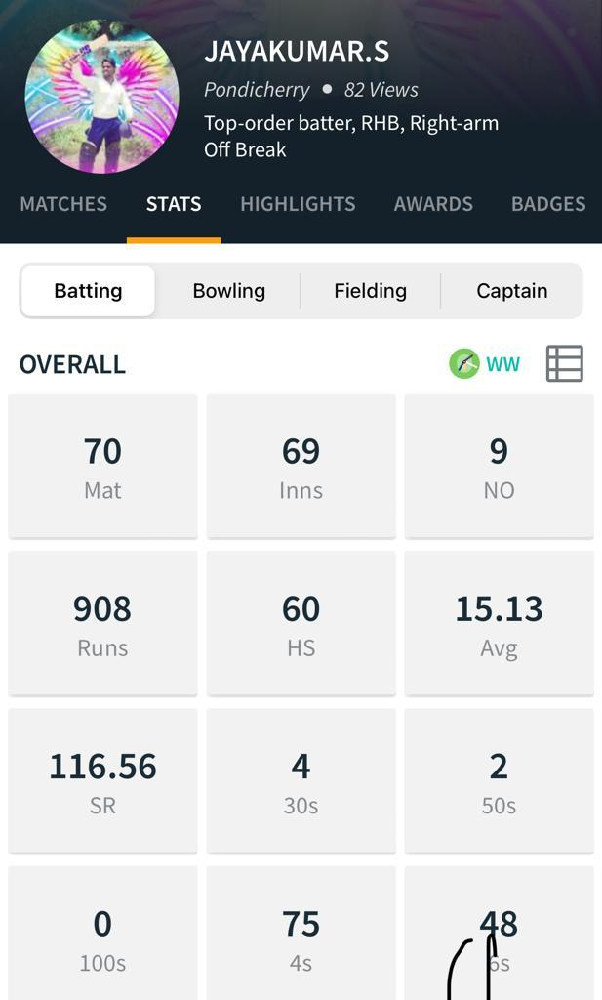 JAYAKUMAR.S
Pondicherry ● 82 Views
Top-order batter, RHB, Right-arm
Off Break
MATCHES STATS HIGHLIGHTS AWARDS BADGES
Batting Bowling Fielding Captain
OVERALL WW
70 69 9
Mat Inns NO
908 60 15.13
Runs HS Avg
116.56 4 2
SR 30s 50s
0 75 48
100s 4s 6s